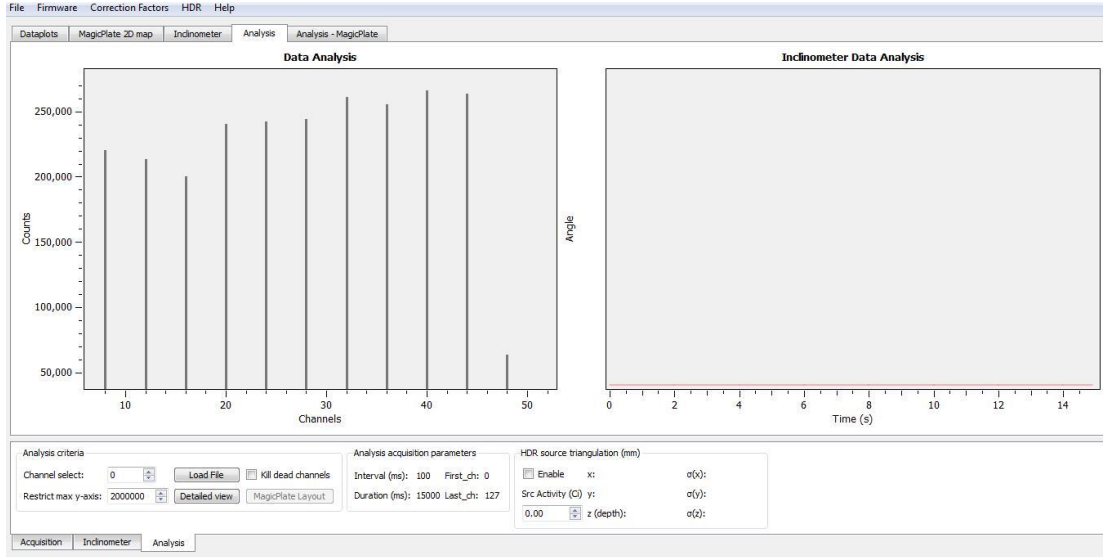 File Firmware Correction Factors HDR Help
Dataplots MagicPlate 2D map Inclinometer Analysis Analysis - MagicPlate
Data Analysis
250,000
200,000
150,000
100,000
50,000
Counts
10 20 30 40 50
Channels
Inclinometer Data Analysis
Angle
0 2 4 6 8 10 12 14
Time (s)
Analysis criteria
Channel select: 0 Load File Kill dead channels
Restrict max y-axis: 2000000 Detailed view MagicPlate Layout
Analysis acquisition parameters
Interval (ms): 100 First_ch: 0
Duration (ms): 15000 Last_ch: 127
HDR source triangulation (mm)
Enable x: σ(x):
Src Activity (Ci) y: σ(y):
0.00 z (depth): σ(z):
Acquisition Inclinometer Analysis